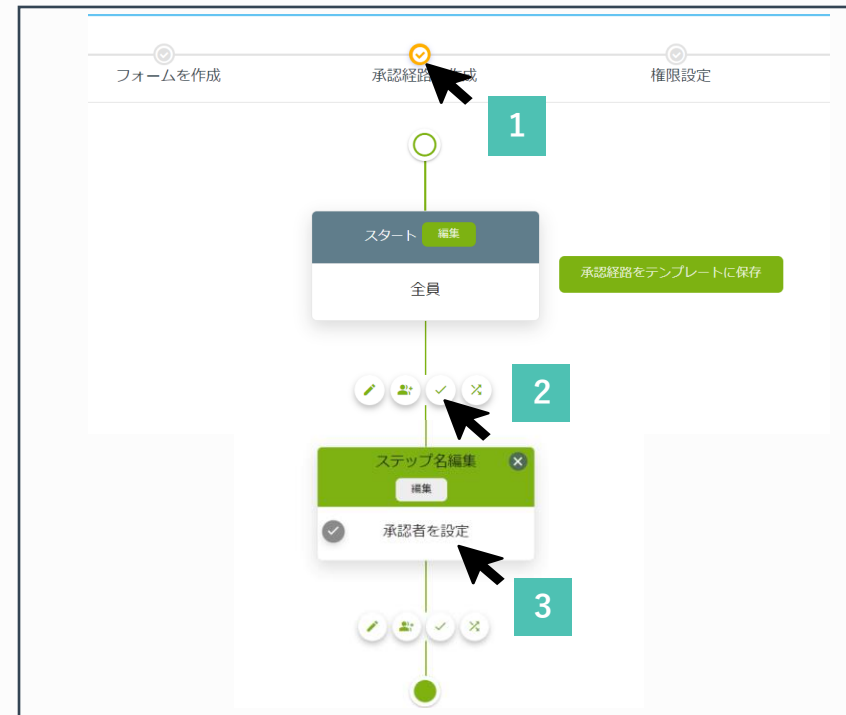 フォームを作成
承認経路 作成
権限設定
1
スタート 編集
承認経路をテンプレートに保存
全員
2
ステップ名編集
編集
承認者を設定
3